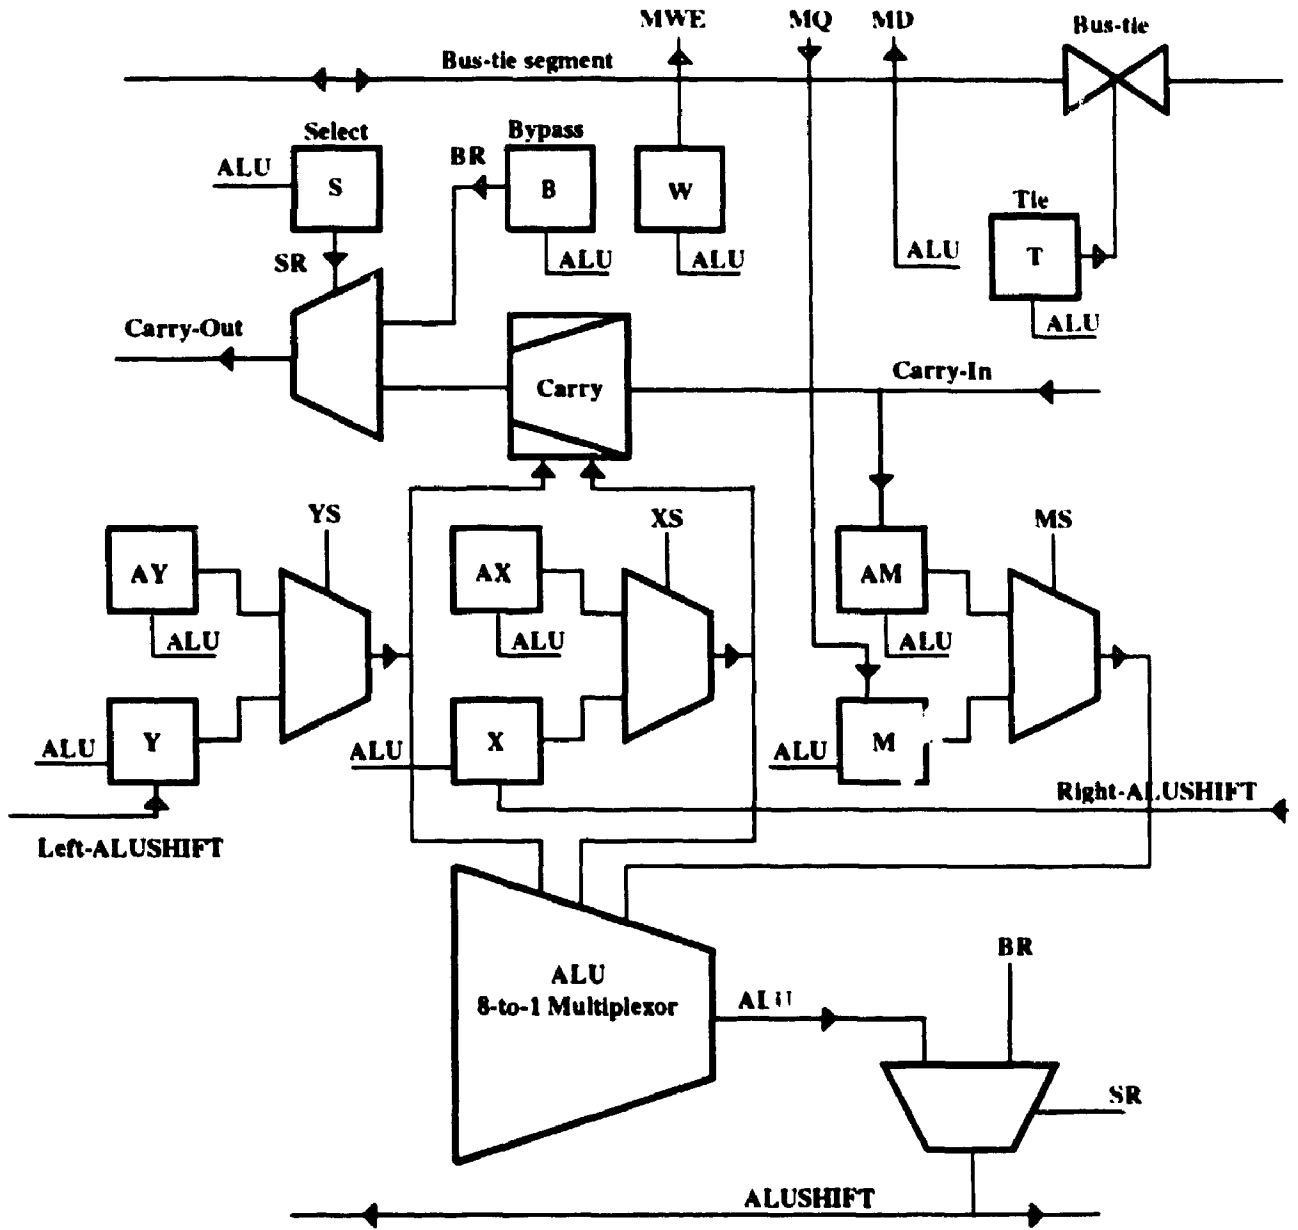 MWE
MQ
MD
Bus-tie
Bus-tie segment
Select
Bypass
ALU
S
BR
B
W
Tie
T
SR
ALU
ALU
ALU
ALU
Carry-Out
Carry
Carry-In
YS
XS
MS
AY
AX
AM
ALU
ALU
ALU
ALU
Y
ALU
X
ALU
M
Right-ALUSHIFT
Left-ALUSHIFT
ALU
8-to-1 Multiplexor
ALU
BR
SR
ALUSHIFT